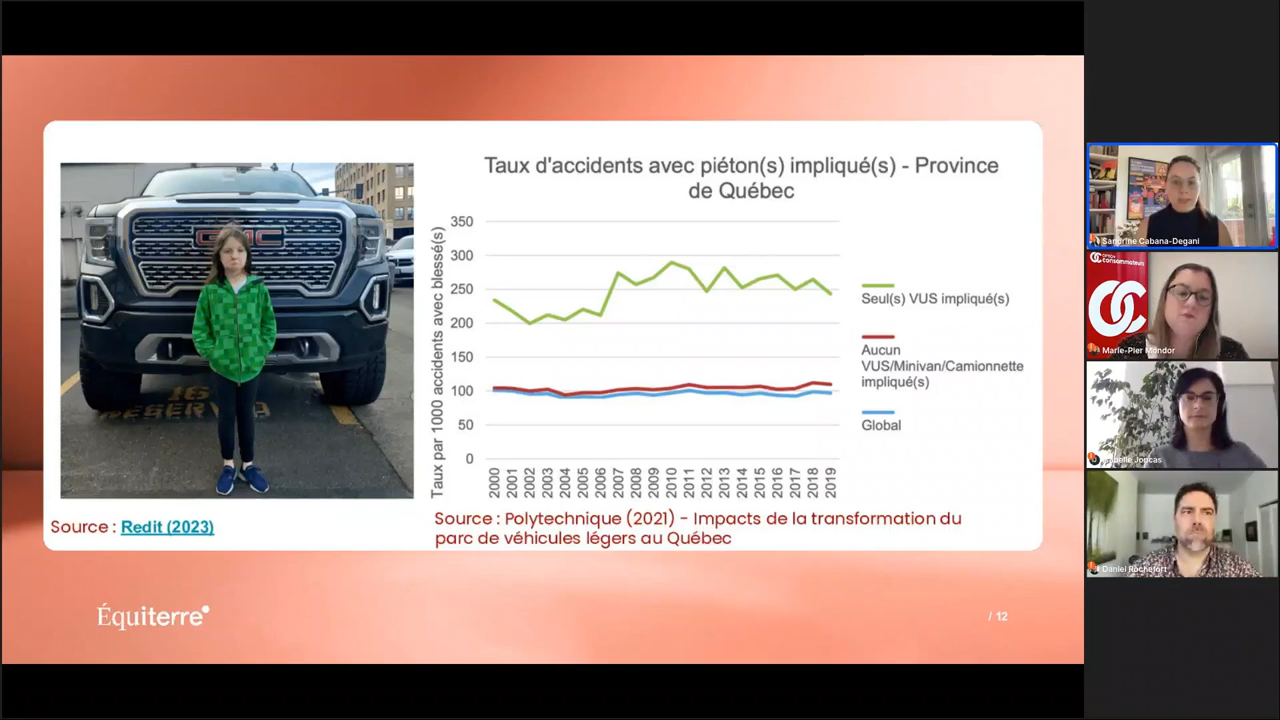 Taux d'accidents avec piéton(s) impliqué(s) - Province
de Québec
Taux par 1000 accidents avec blessé(s)
350
300
250
200
150
100
50
0
2000
2001
2002
2003
2004
2005
2006
2007
2008
2009
2010
2011
2012
2013
2014
2015
2016
2017
2018
2019
Seul(s) VUS impliqué(s)
Aucun
VUS/Minivan/Camionnette
impliqué(s)
Global
GMC
16
RÉSERVÉ
Source : Redit (2023)
Source : Polytechnique (2021) - Impacts de la transformation du
parc de véhicules légers au Québec
Équiterre
/ 12
Sandrine Cabana-Degani
consommateurs
Marie-Pier Mondor
Joncas
Daniel Rochefort